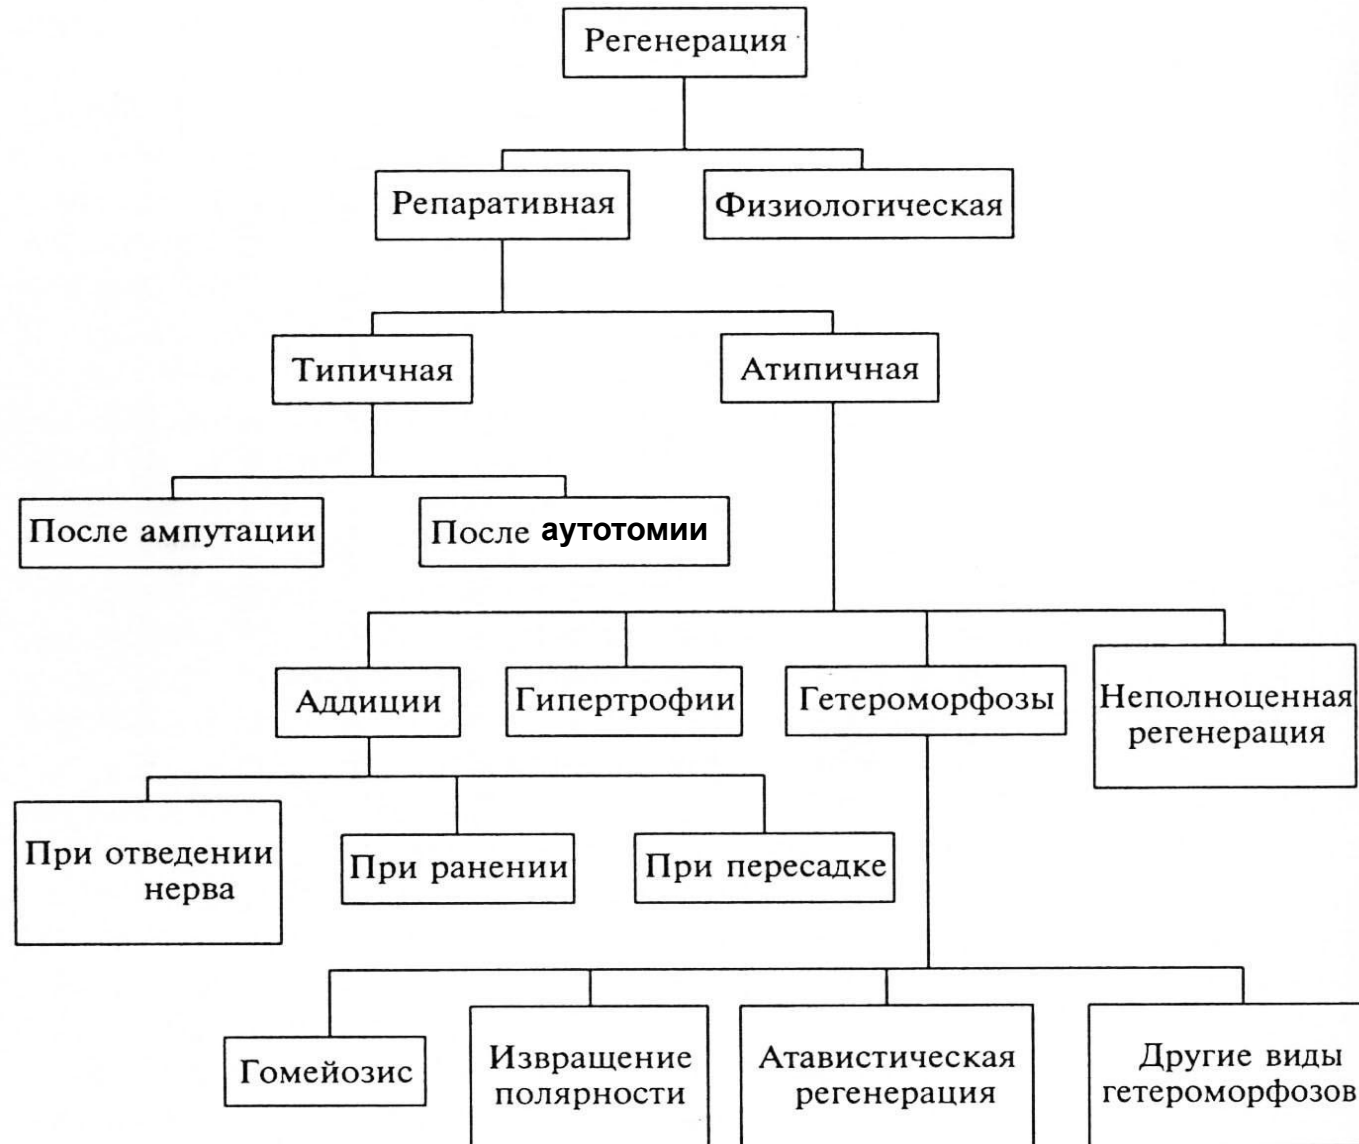 Регенерация
Репаративная
Физиологическая
Типичная
Атипичная
После ампутации
После аутотомии
Аддиции
Гипертрофии
Гетероморфозы
Неполноценная
регенерация
При отведении
нерва
При ранении
При пересадке
Гомейозис
Извращение
полярности
Атавистическая
регенерация
Другие виды
гетероморфозов